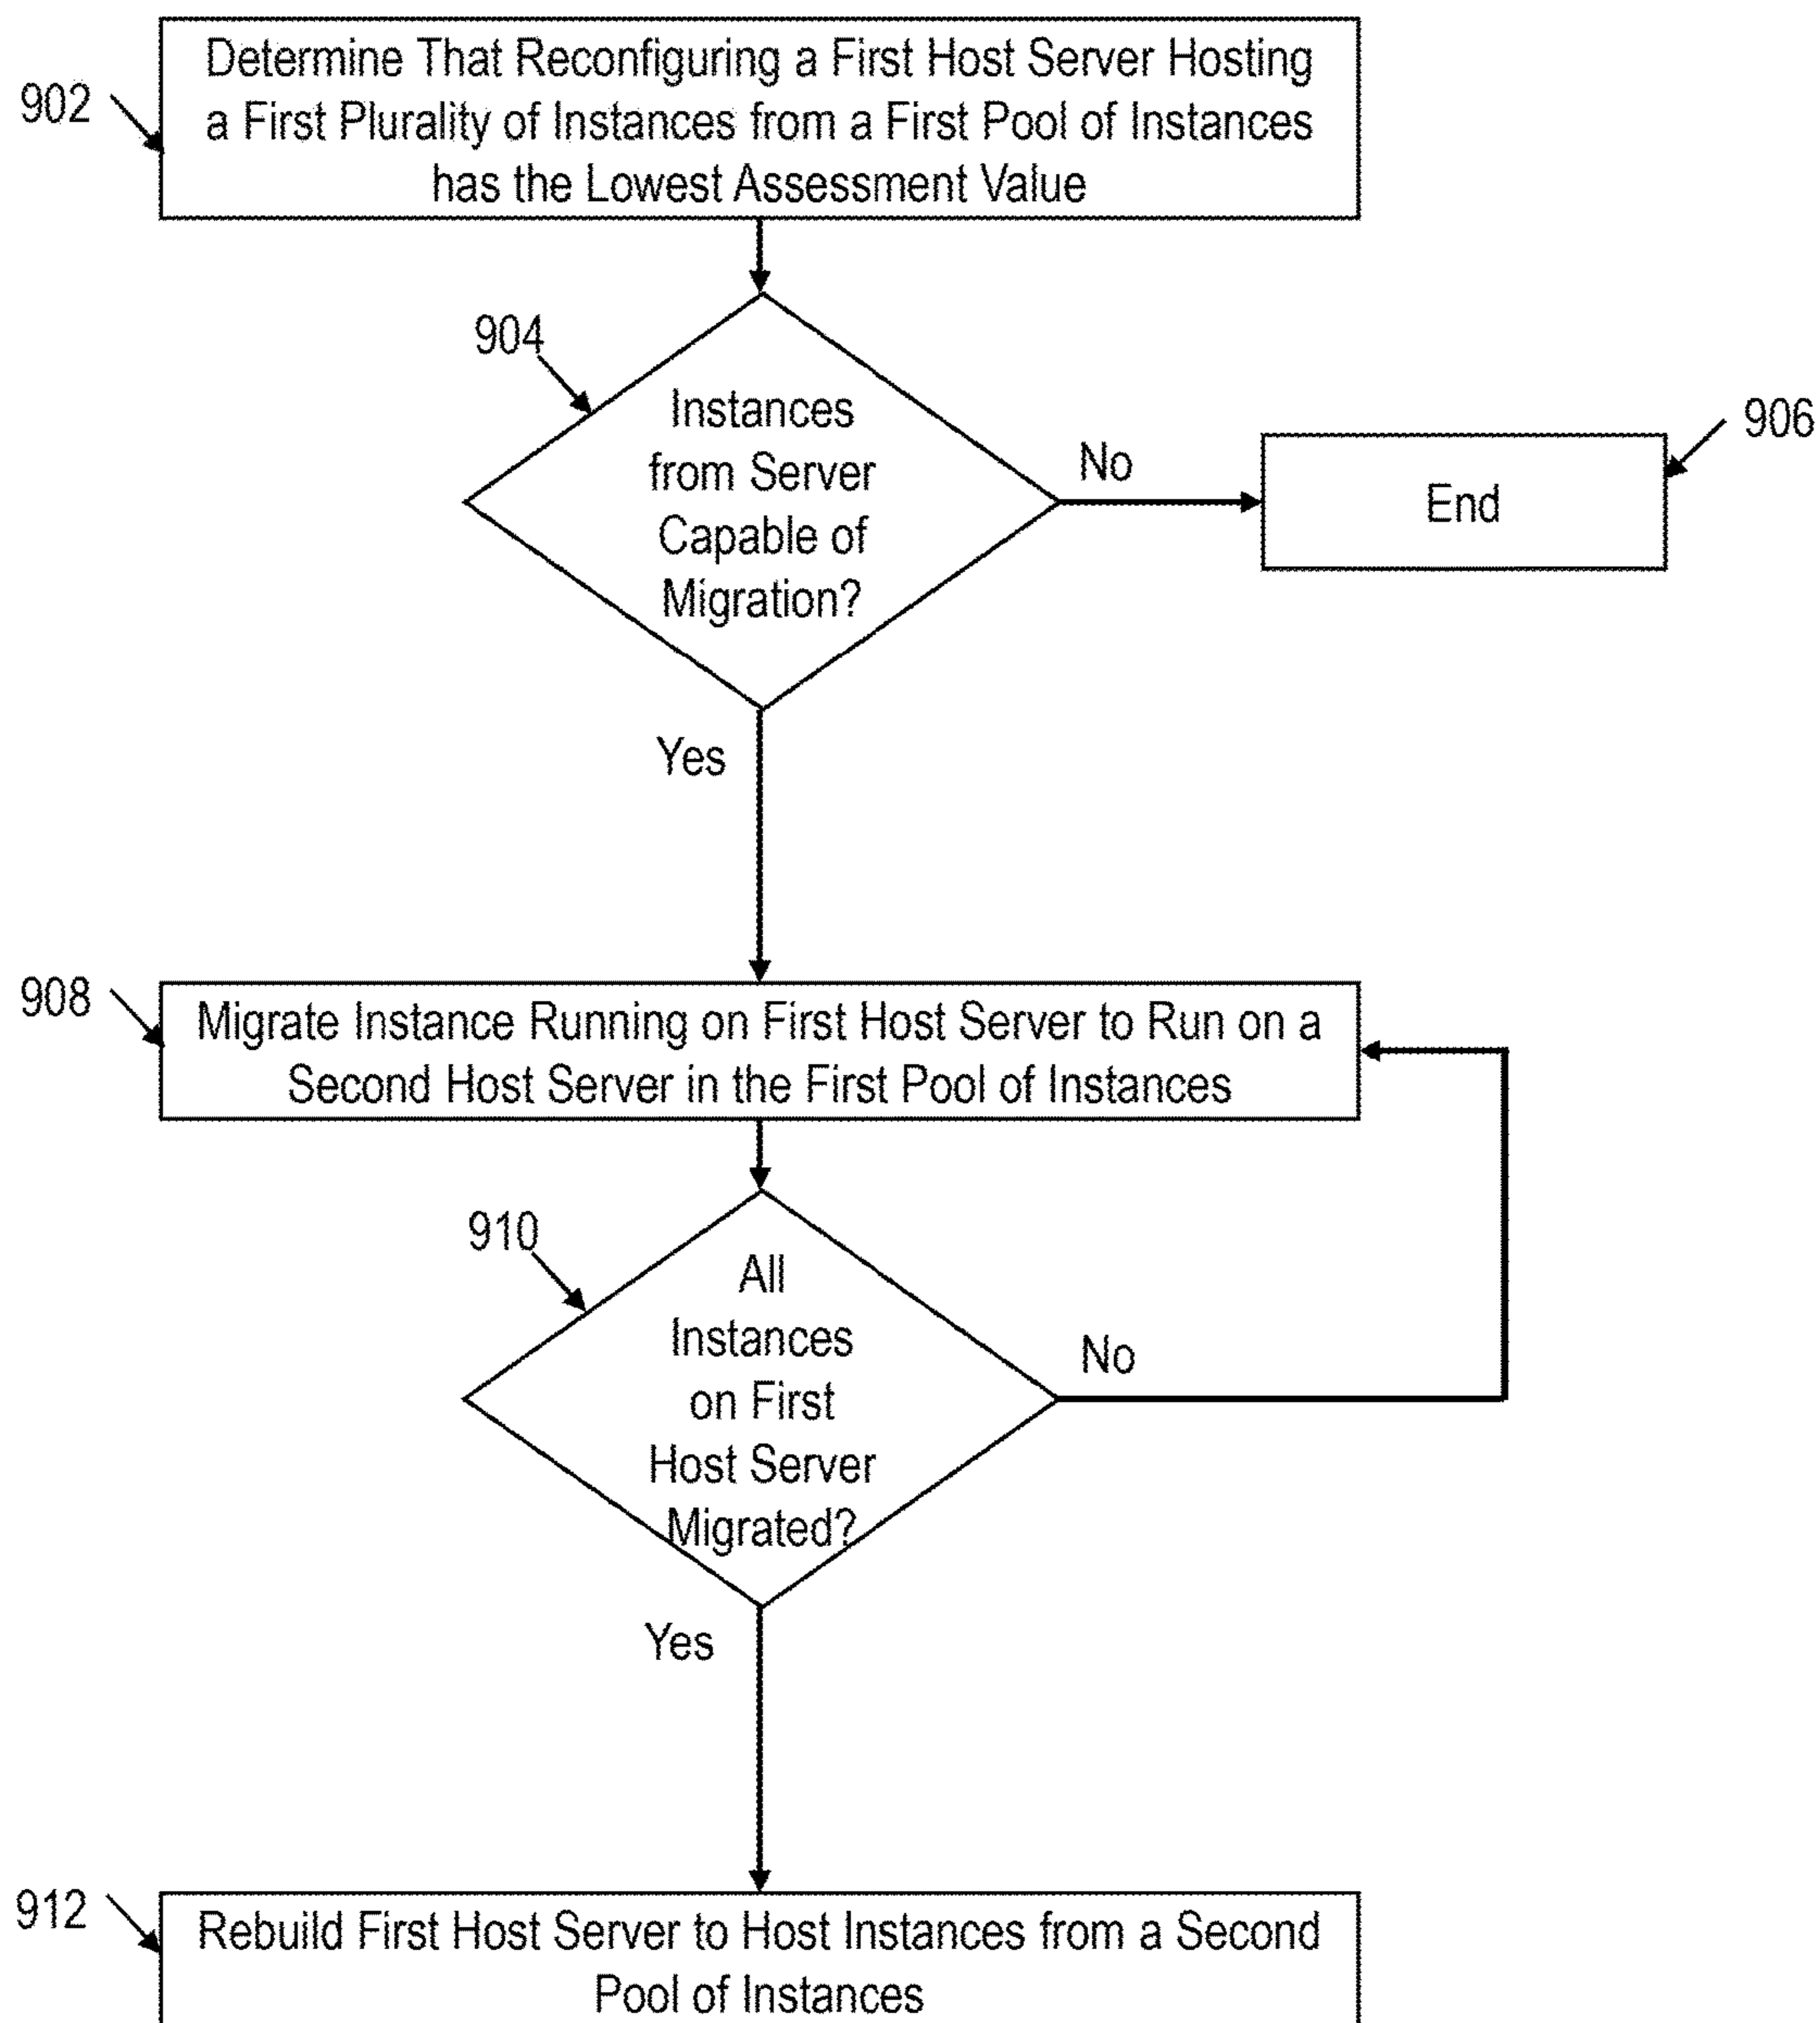 902
Determine That Reconfiguring a First Host Server Hosting
a First Plurality of Instances from a First Pool of Instances
has the Lowest Assessment Value
904
Instances
from Server
Capable of
Migration?
No
906
End
Yes
908
Migrate Instance Running on First Host Server to Run on a
Second Host Server in the First Pool of Instances
910
All
Instances
on First
Host Server
Migrated?
No
Yes
912
Rebuild First Host Server to Host Instances from a Second
Pool of Instances